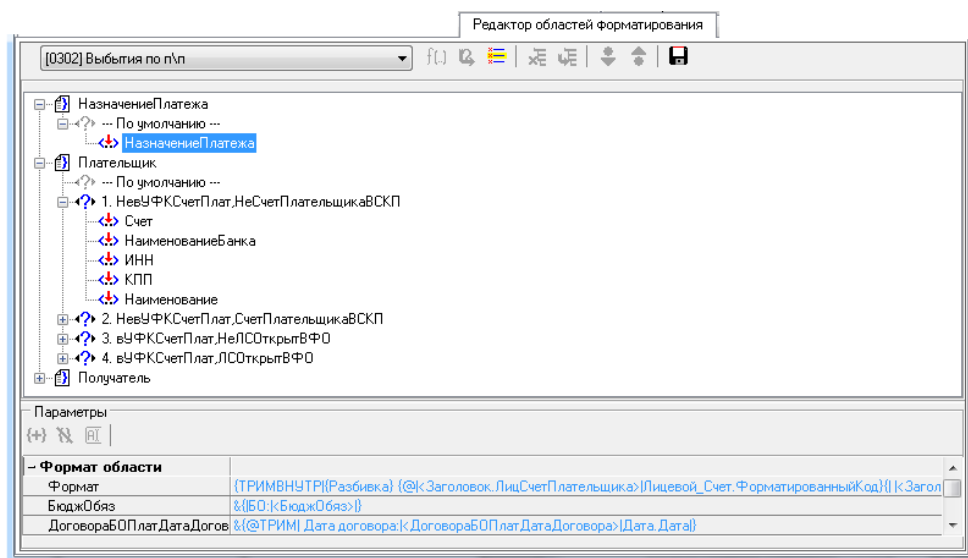 Редактор областей форматирования
[0302] Выбытия по п\п
НазначениеПлатежа
--- По умолчанию ---
НазначениеПлатежа
Плательщик
--- По умолчанию ---
1. НевУФКСчетПлат,НеСчетПлательщикаВСКП
Счет
НаименованиеБанка
ИНН
КПП
Наименование
2. НевУФКСчетПлат,СчетПлательщикаВСКП
3. вУФКСчетПлат,НеЛСОткрытВФО
4. вУФКСчетПлат,ЛСОткрытВФО
Получатель
Параметры
Формат области
Формат {ТРИМВНУТР|{Разбивка} {@|<Заголовок.ЛицСчетПлательщика>|Лицевой_Счет.ФорматированныйКод}{| |<Загол
БюджОбяз &{|БО:|<БюджОбяз>|}
ДоговораБОПлатДатаДогов &{@ТРИМ| Дата договора:|<ДоговораБОПлатДатаДоговора>|Дата.Дата|}